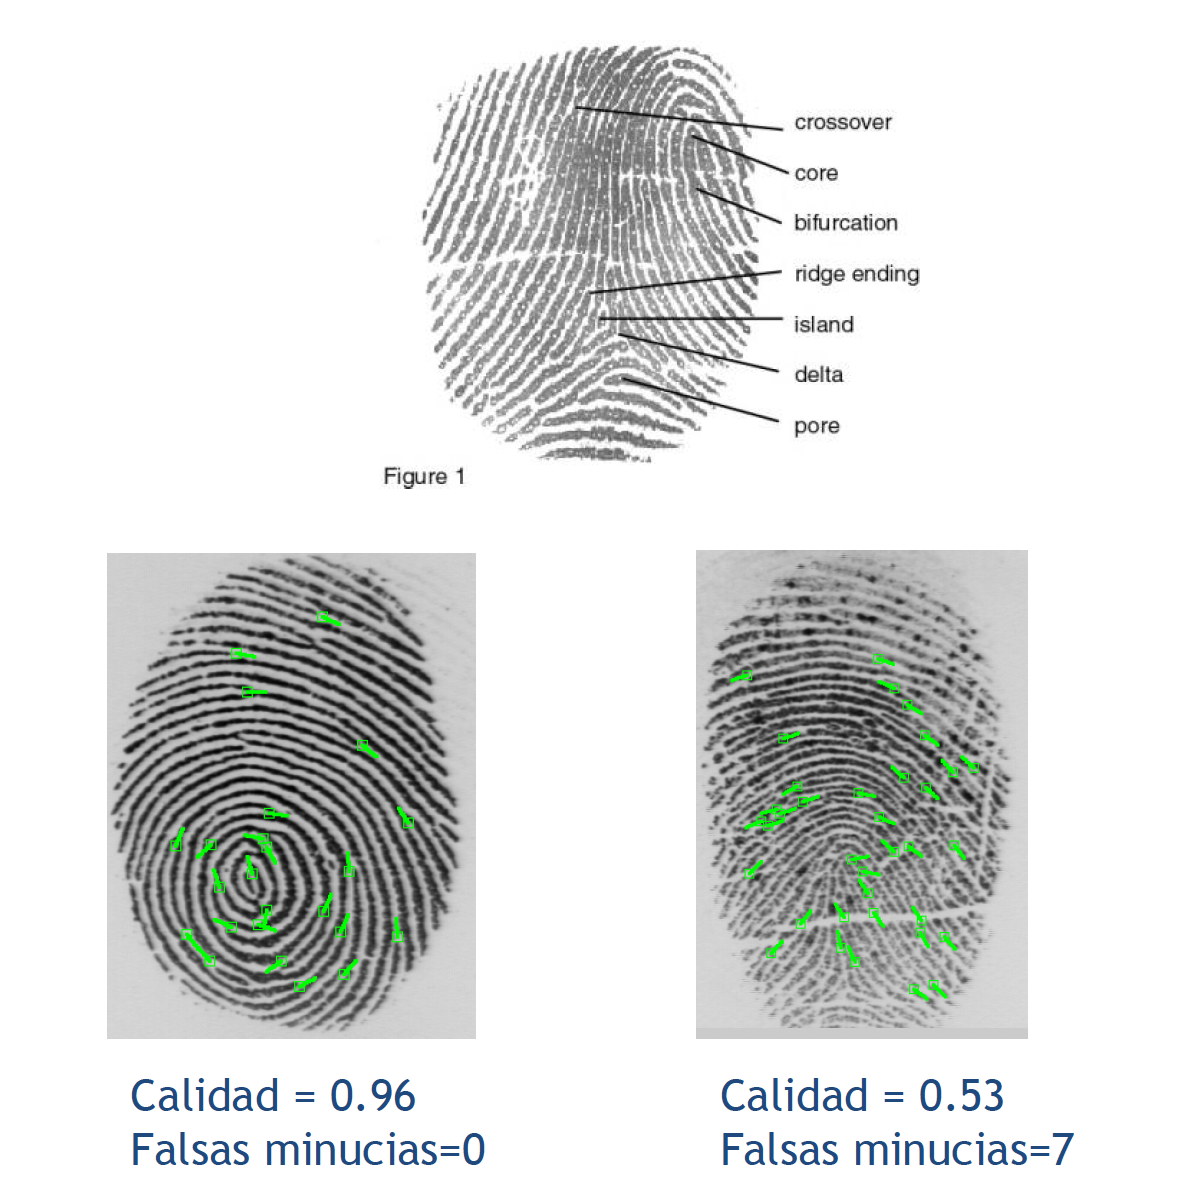 crossover
core
bifurcation
ridge ending
island
delta
pore
Figure 1
Calidad = 0.96
Falsas minucias=0
Calidad = 0.53
Falsas minucias=7